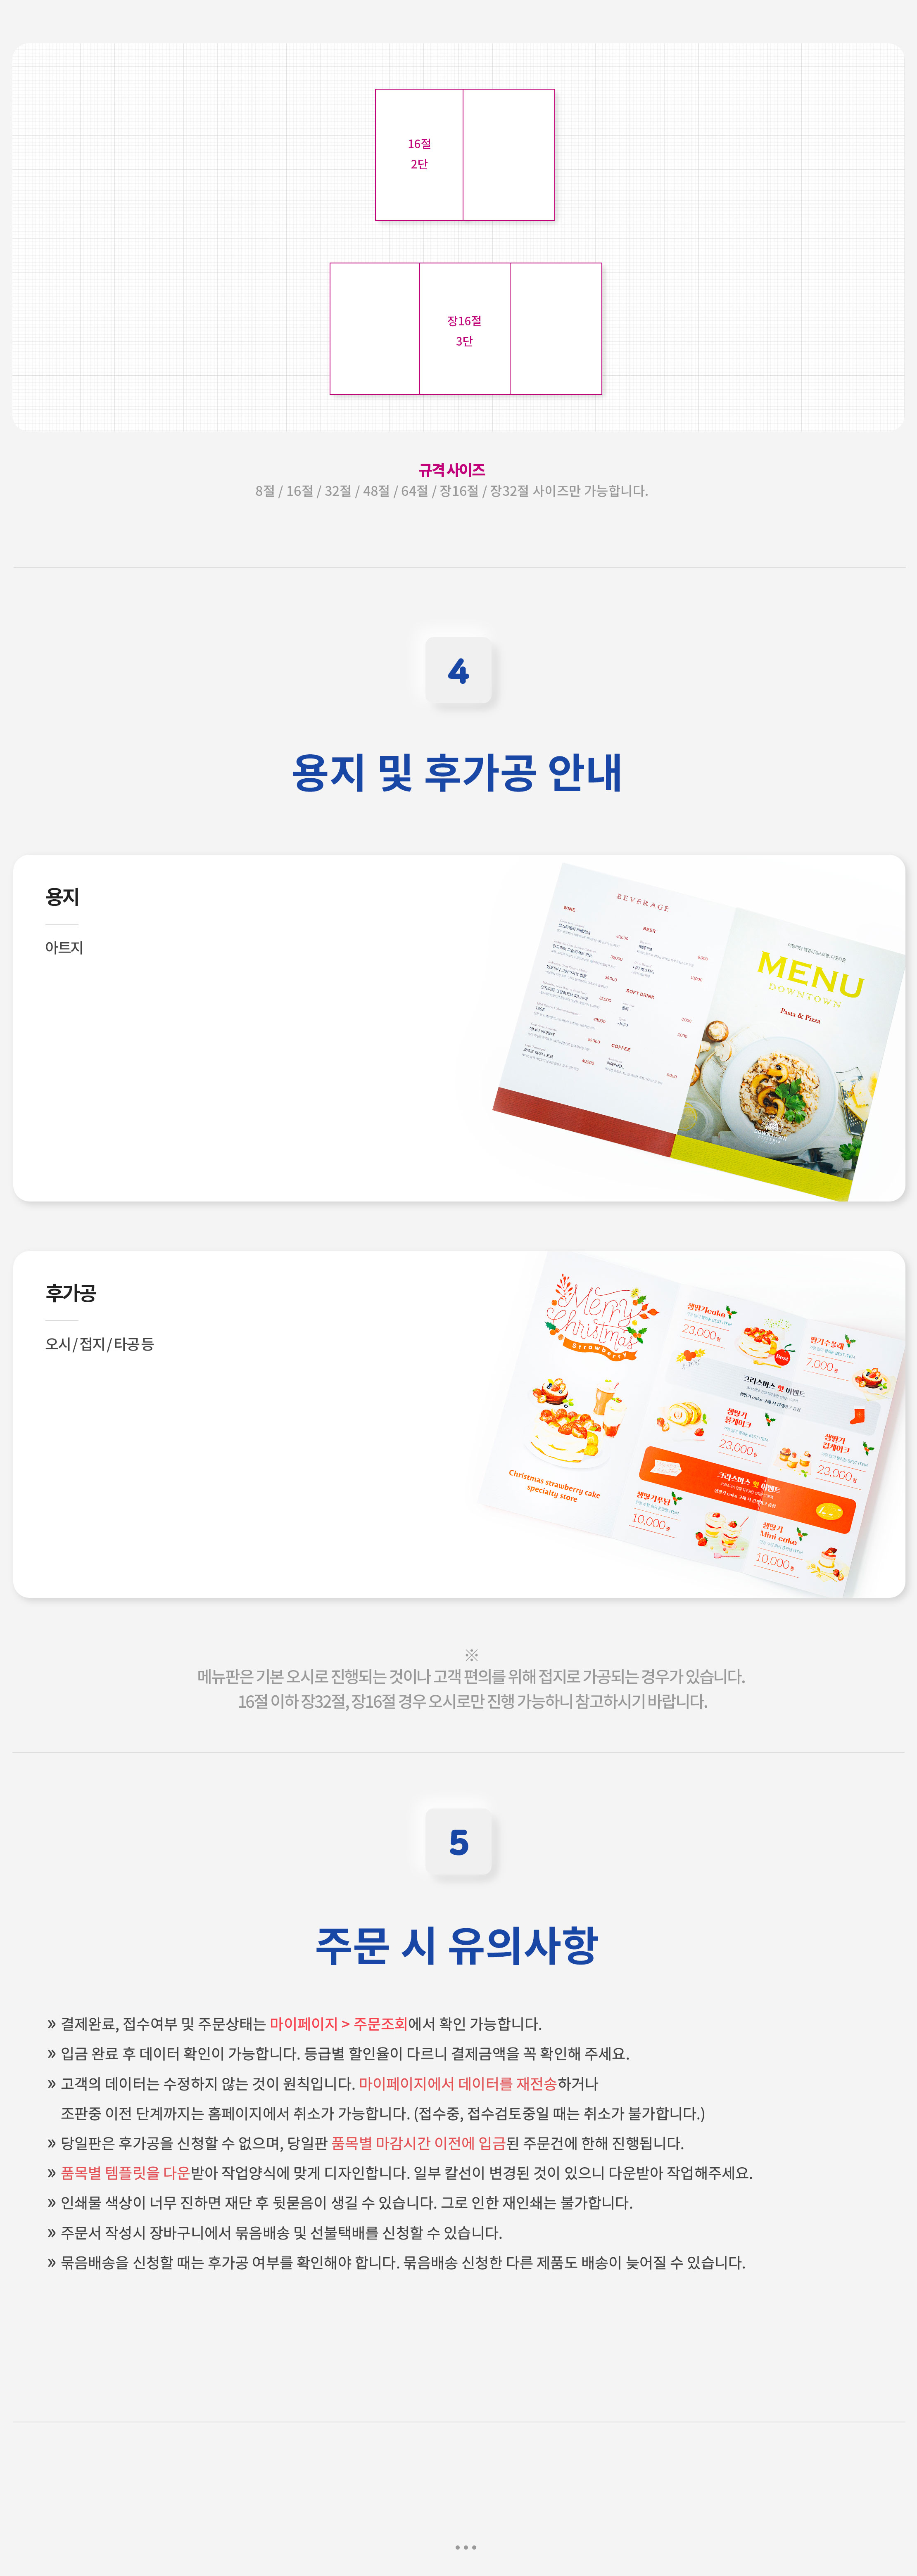 16절
2단
장16절
3단
규격 사이즈
8절 / 16절 / 32절 / 48절 / 64절 / 장16절 / 장32절 사이즈만 가능합니다.
4
용지 및 후가공 안내
용지
아트지
BEVERAGE
WINE
BEER
SOFT DRINK
COFFEE
MENU
DOWNTOWN
Pasta & Pizza
후가공
오시 / 접지 / 타공 등
Merry
Christmas
Strawberry
Christmas strawberry cake
specialty store
생딸기cake
23,000원
딸기수플레
7,000원
Best
크리스마스 핫 이벤트
생딸기
롤케이크
23,000원
생딸기
컵케이크
23,000원
크리스마스 핫 이벤트
생딸기푸딩
10,000원
생딸기
Mini cake
10,000원
※
메뉴판은 기본 오시로 진행되는 것이나 고객 편의를 위해 접지로 가공되는 경우가 있습니다.
16절 이하 장32절, 장16절 경우 오시로만 진행 가능하니 참고하시기 바랍니다.
5
주문 시 유의사항
» 결제완료, 접수여부 및 주문상태는 마이페이지 > 주문조회에서 확인 가능합니다.
» 입금 완료 후 데이터 확인이 가능합니다. 등급별 할인율이 다르니 결제금액을 꼭 확인해 주세요.
» 고객의 데이터는 수정하지 않는 것이 원칙입니다. 마이페이지에서 데이터를 재전송하거나
조판중 이전 단계까지는 홈페이지에서 취소가 가능합니다. (접수중, 접수검토중일 때는 취소가 불가합니다.)
» 당일판은 후가공을 신청할 수 없으며, 당일판 품목별 마감시간 이전에 입금된 주문건에 한해 진행됩니다.
» 품목별 템플릿을 다운받아 작업양식에 맞게 디자인합니다. 일부 칼선이 변경된 것이 있으니 다운받아 작업해주세요.
» 인쇄물 색상이 너무 진하면 재단 후 뒷묻음이 생길 수 있습니다. 그로 인한 재인쇄는 불가합니다.
» 주문서 작성시 장바구니에서 묶음배송 및 선불택배를 신청할 수 있습니다.
» 묶음배송을 신청할 때는 후가공 여부를 확인해야 합니다. 묶음배송 신청한 다른 제품도 배송이 늦어질 수 있습니다.